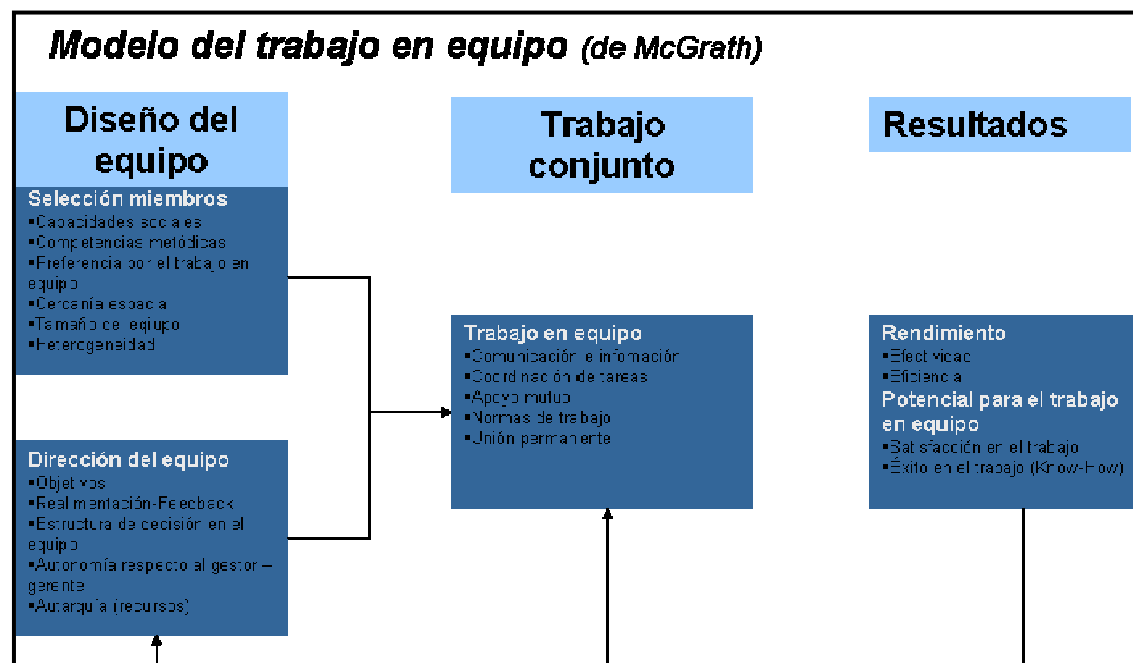 Modelo del trabajo en equipo (de McGrath)
Diseño del
equipo
Selección miembros
▪Capacidades sociales
▪Competencias metódicas
▪Preferencia por el trabajo en
equipo
▪Cercanía espacia
▪Tamaño de eqiupo
▪Heterogeneidad
Dirección del equipo
▪Objetivos
▪Realimentación-Feedback
▪Estructura de decisión en el
equipo
▪Autonomía respecto al gestor –
gerente
▪Autarquía (recursos)
Trabajo
conjunto
Trabajo en equipo
▪Comunicación e infomación
▪Coordinación de tareas
▪Apoyo mutuo
▪Normas de trabajo
▪Unión permanente
Resultados
Rendimiento
▪Efectividad
▪Eficiencia
Potencial para el trabajo
en equipo
▪Satisfacción en el trabajo
▪Éxito en el trabajo (Know-How)